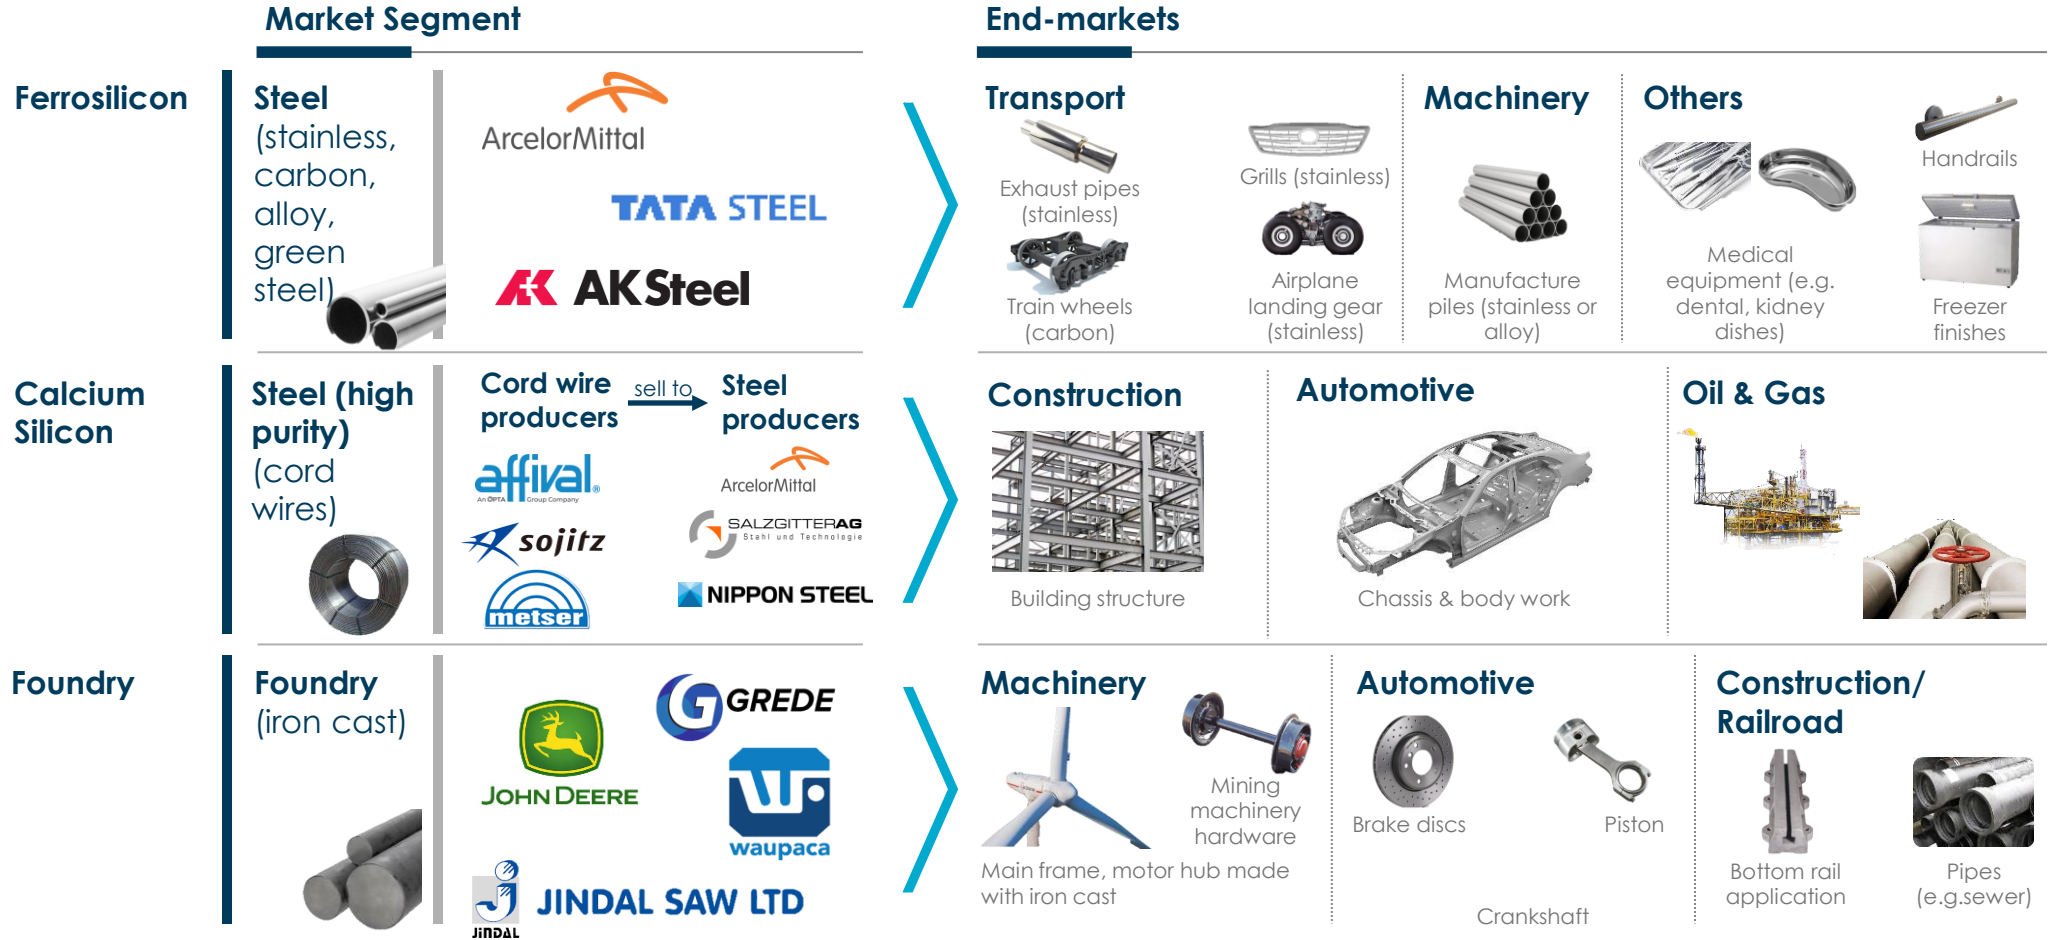 Market Segment
End-markets
Ferrosilicon
Steel
(stainless,
carbon,
alloy,
green
steel)
ArcelorMittal
TATA STEEL
AK Steel
Transport
Exhaust pipes
(stainless)
Grills (stainless)
Train wheels
(carbon)
Airplane
landing gear
(stainless)
Machinery
Manufacture
piles (stainless or
alloy)
Others
Medical
equipment (e.g.
dental, kidney
dishes)
Handrails
Freezer
finishes
Calcium
Silicon
Steel (high
purity)
(cord
wires)
Cord wire
producers
sell to
Steel
producers
affival®
An OPTA Group Company
sojitz
metser
ArcelorMittal
SALZGITTERAG
Stahl und Technologie
NIPPON STEEL
Construction
Building structure
Automotive
Chassis & body work
Oil & Gas
Foundry
Foundry
(iron cast)
JOHN DEERE
GREDE
waupaca
JINDAL
JINDAL SAW LTD
Machinery
Mining
machinery
hardware
Main frame, motor hub made
with iron cast
Automotive
Brake discs
Piston
Crankshaft
Construction/
Railroad
Bottom rail
application
Pipes
(e.g.sewer)